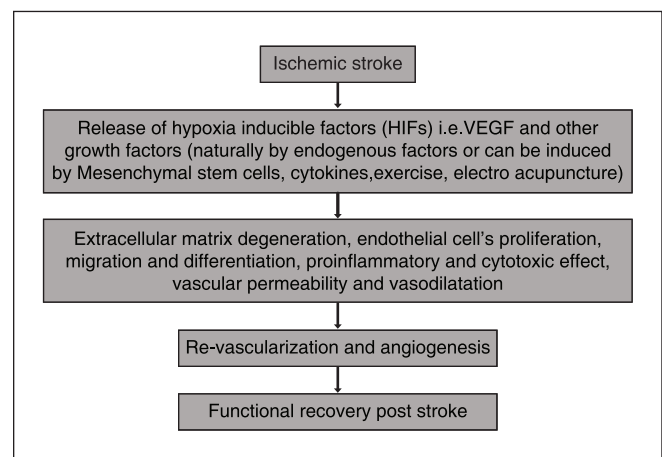 Ischemic stroke
Release of hypoxia inducible factors (HIFs) i.e.VEGF and other
growth factors (naturally by endogenous factors or can be induced
by Mesenchymal stem cells, cytokines,exercise, electro acupuncture)
Extracellular matrix degeneration, endothelial cell's proliferation,
migration and differentiation, proinflammatory and cytotoxic effect,
vascular permeability and vasodilatation
Re-vascularization and angiogenesis
Functional recovery post stroke